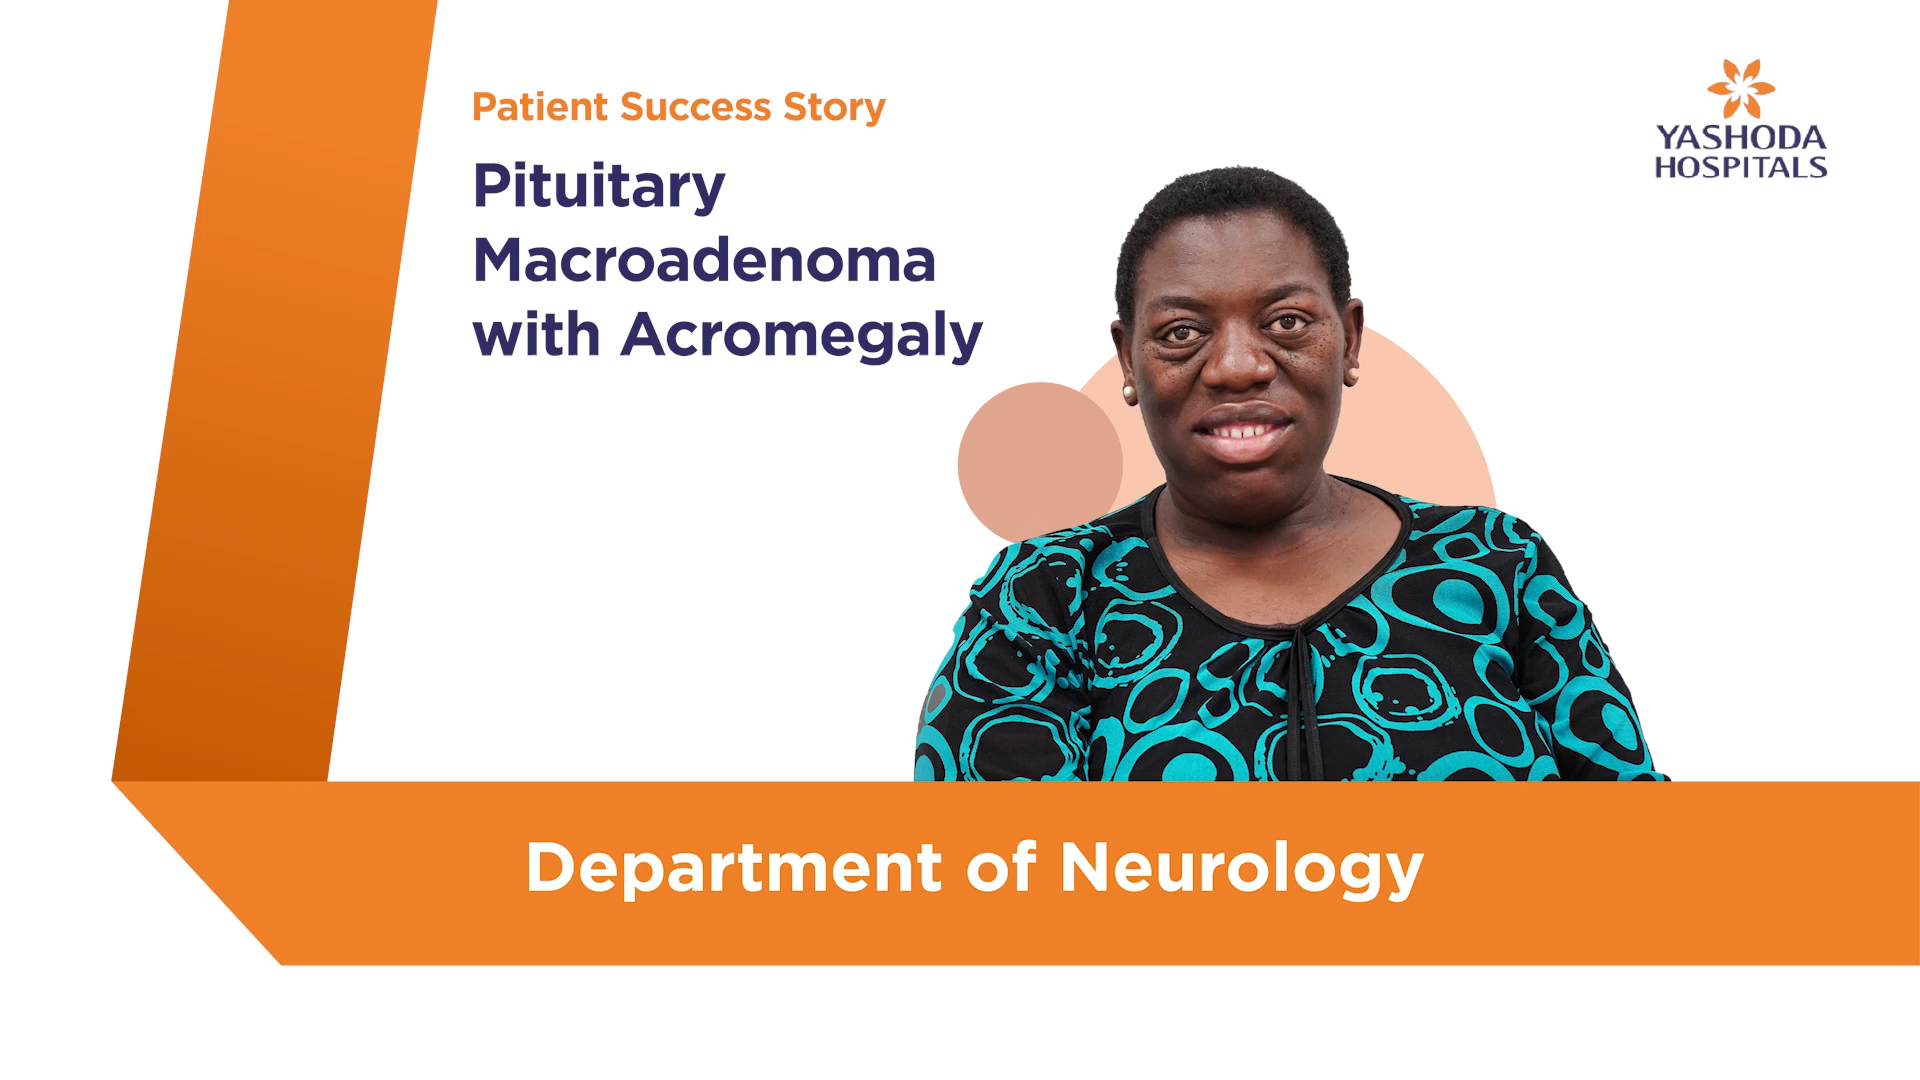 Patient Success Story
Pituitary
Macroadenoma
with Acromegaly
YASHODA
HOSPITALS
Department of Neurology